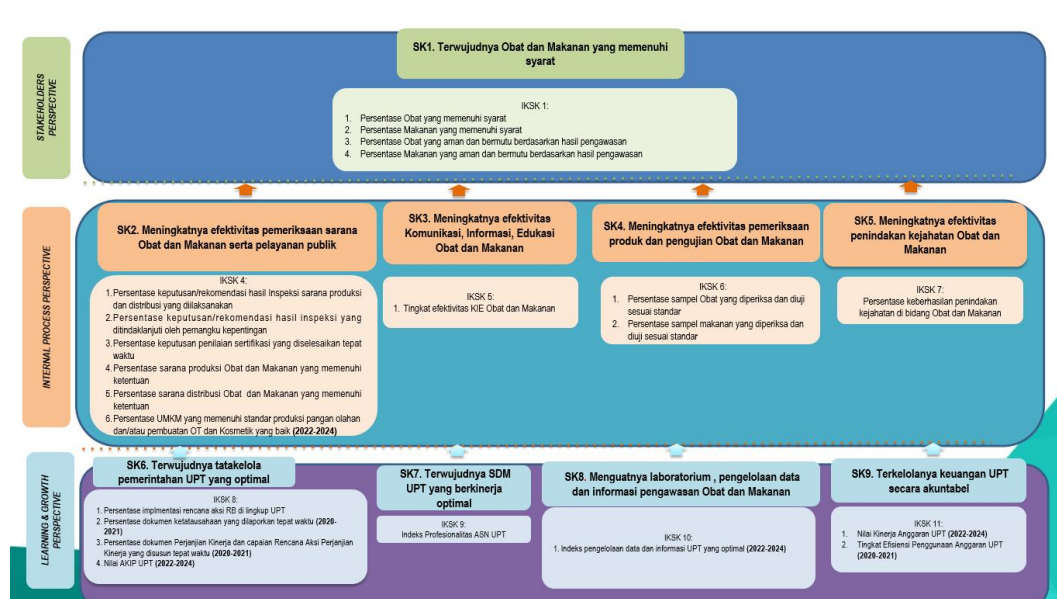 STAKEHOLDERS
PERSPECTIVE
SK1. Terwujudnya Obat dan Makanan yang memenuhi
syarat
IKSK 1:
1. Persentase Obat yang memenuhi syarat
2. Persentase Makanan yang memenuhi syarat
3. Persentase Obat yang aman dan bermutu berdasarkan hasil pengawasan
4. Persentase Makanan yang aman dan bermutu berdasarkan hasil pengawasan
INTERNAL PROCESS PERSPECTIVE
SK2. Meningkatnya efektivitas pemeriksaan sarana
Obat dan Makanan serta pelayanan publik
IKSK 4:
1. Persentase keputusan/rekomendasi hasil Inspeksi sarana produksi
dan distribusi yang diilaksanakan
2. Persentase keputusan/rekomendasi hasil inspeksi yang
ditindaklanjuti oleh pemangku kepentingan
3. Persentase keputusan penilaian sertifikasi yang diselesaikan tepat
waktu
4. Persentase sarana produksi Obat dan Makanan yang memenuhi
ketentuan
5. Persentase sarana distribusi Obat dan Makanan yang memenuhi
ketentuan
6. Persentase UMKM yang memenuhi standar produksi pangan olahan
dan/atau pembuatan OT dan Kosmetik yang baik (2022-2024)
SK3. Meningkatnya efektivitas
Komunikasi, Informasi, Edukasi
Obat dan Makanan
IKSK 5:
1. Tingkat efektivitas KIE Obat dan Makanan
SK4. Meningkatnya efektivitas pemeriksaan
produk dan pengujian Obat dan Makanan
IKSK 6:
1. Persentase sampel Obat yang diperiksa dan diuji
sesuai standar
2. Persentase sampel makanan yang diperiksa dan
diuji sesuai standar
SK5. Meningkatnya efektivitas
penindakan kejahatan Obat dan
Makanan
IKSK 7:
Persentase keberhasilan penindakan
kejahatan di bidang Obat dan Makanan
LEARNING & GROWTH
PERSPECTIVE
SK6. Terwujudnya tatakelola
pemerintahan UPT yang optimal
IKSK 8:
1. Persentase implmentasi rencana aksi RB di lingkup UPT
2. Persentase dokumen ketatausahaan yang dilaporkan tepat waktu (2020-
2021)
3. Persentase dokumen Perjanjian Kinerja dan capaian Rencana Aksi Perjanjian
Kinerja yang disusun tepat waktu (2020-2021)
4. Nilai AKIP UPT (2022-2024)
SK7. Terwujudnya SDM
UPT yang berkinerja
optimal
IKSK 9:
Indeks Profesionalitas ASN UPT
SK8. Menguatnya laboratorium , pengelolaan data
dan informasi pengawasan Obat dan Makanan
IKSK 10:
1. Indeks pengelolaan data dan informasi UPT yang optimal (2022-2024)
SK9. Terkelolanya keuangan UPT
secara akuntabel
IKSK 11:
1. Nilai Kinerja Anggaran UPT (2022-2024)
2. Tingkat Efisiensi Penggunaan Anggaran UPT
(2020-2021)